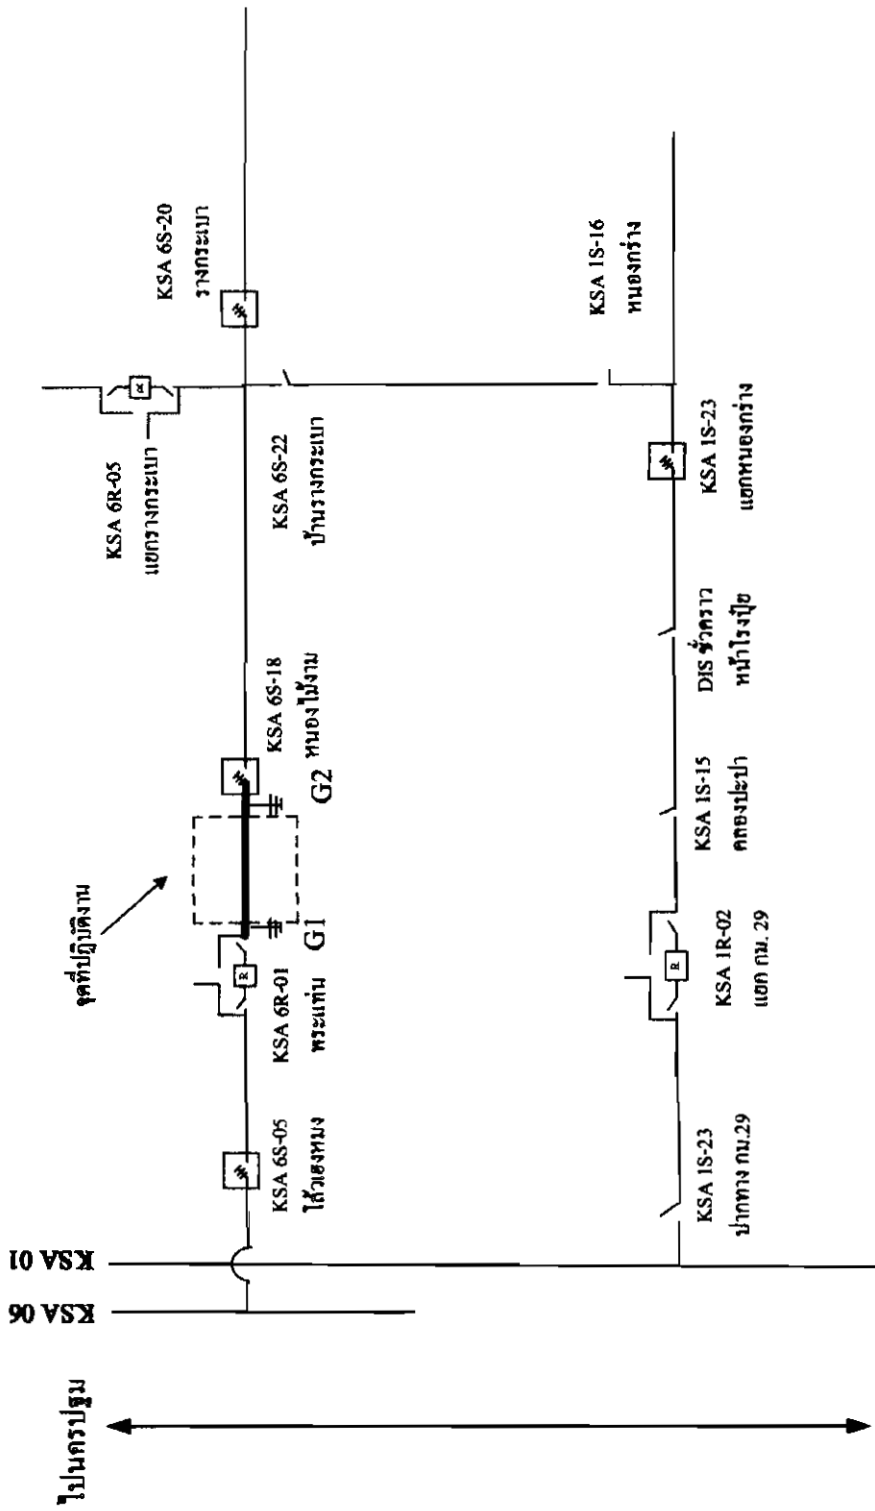 ไปนครปฐม
KSA 06
KSA 01
จุดที่ปฏิบัติงาน
KSA 6S-05
โล้วเฮงหมง
KSA 6R-01
พระแท่น
R
G1
G2
KSA 6S-18
หนองไม้งาม
KSA 6R-05
แยกรางกระเบา
R
KSA 6S-22
บ้านรางกระเบา
KSA 6S-20
รางกระเบา
KSA 1S-23
ปากทาง กม.29
KSA 1R-02
แยก กม. 29
R
KSA 1S-15
คลองประปา
DIS ชั่วคราว
หน้าโรงปุ๋ย
KSA 1S-23
แยกหนองกร่าง
KSA 1S-16
หนองกร่าง